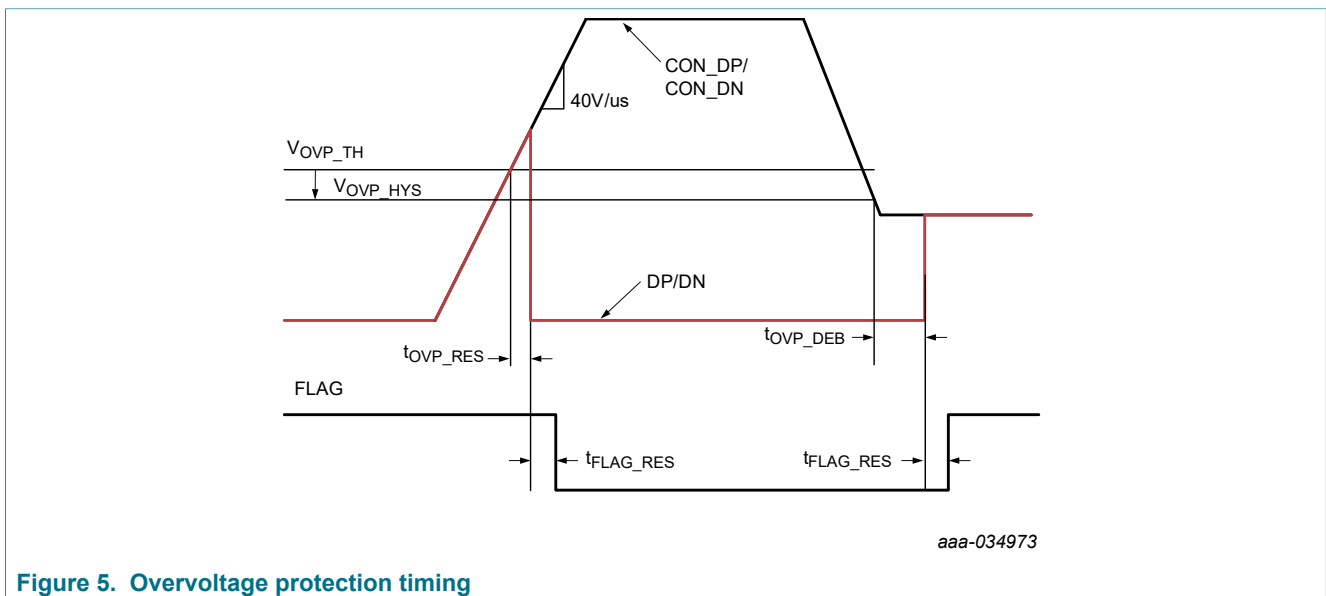 CON_DP/
CON_DN
40V/us
VOVP_TH
VOVP_HYS
DP/DN
tOVP_RES
tOVP_DEB
FLAG
tFLAG_RES
tFLAG_RES
aaa-034973
Figure 5. Overvoltage protection timing